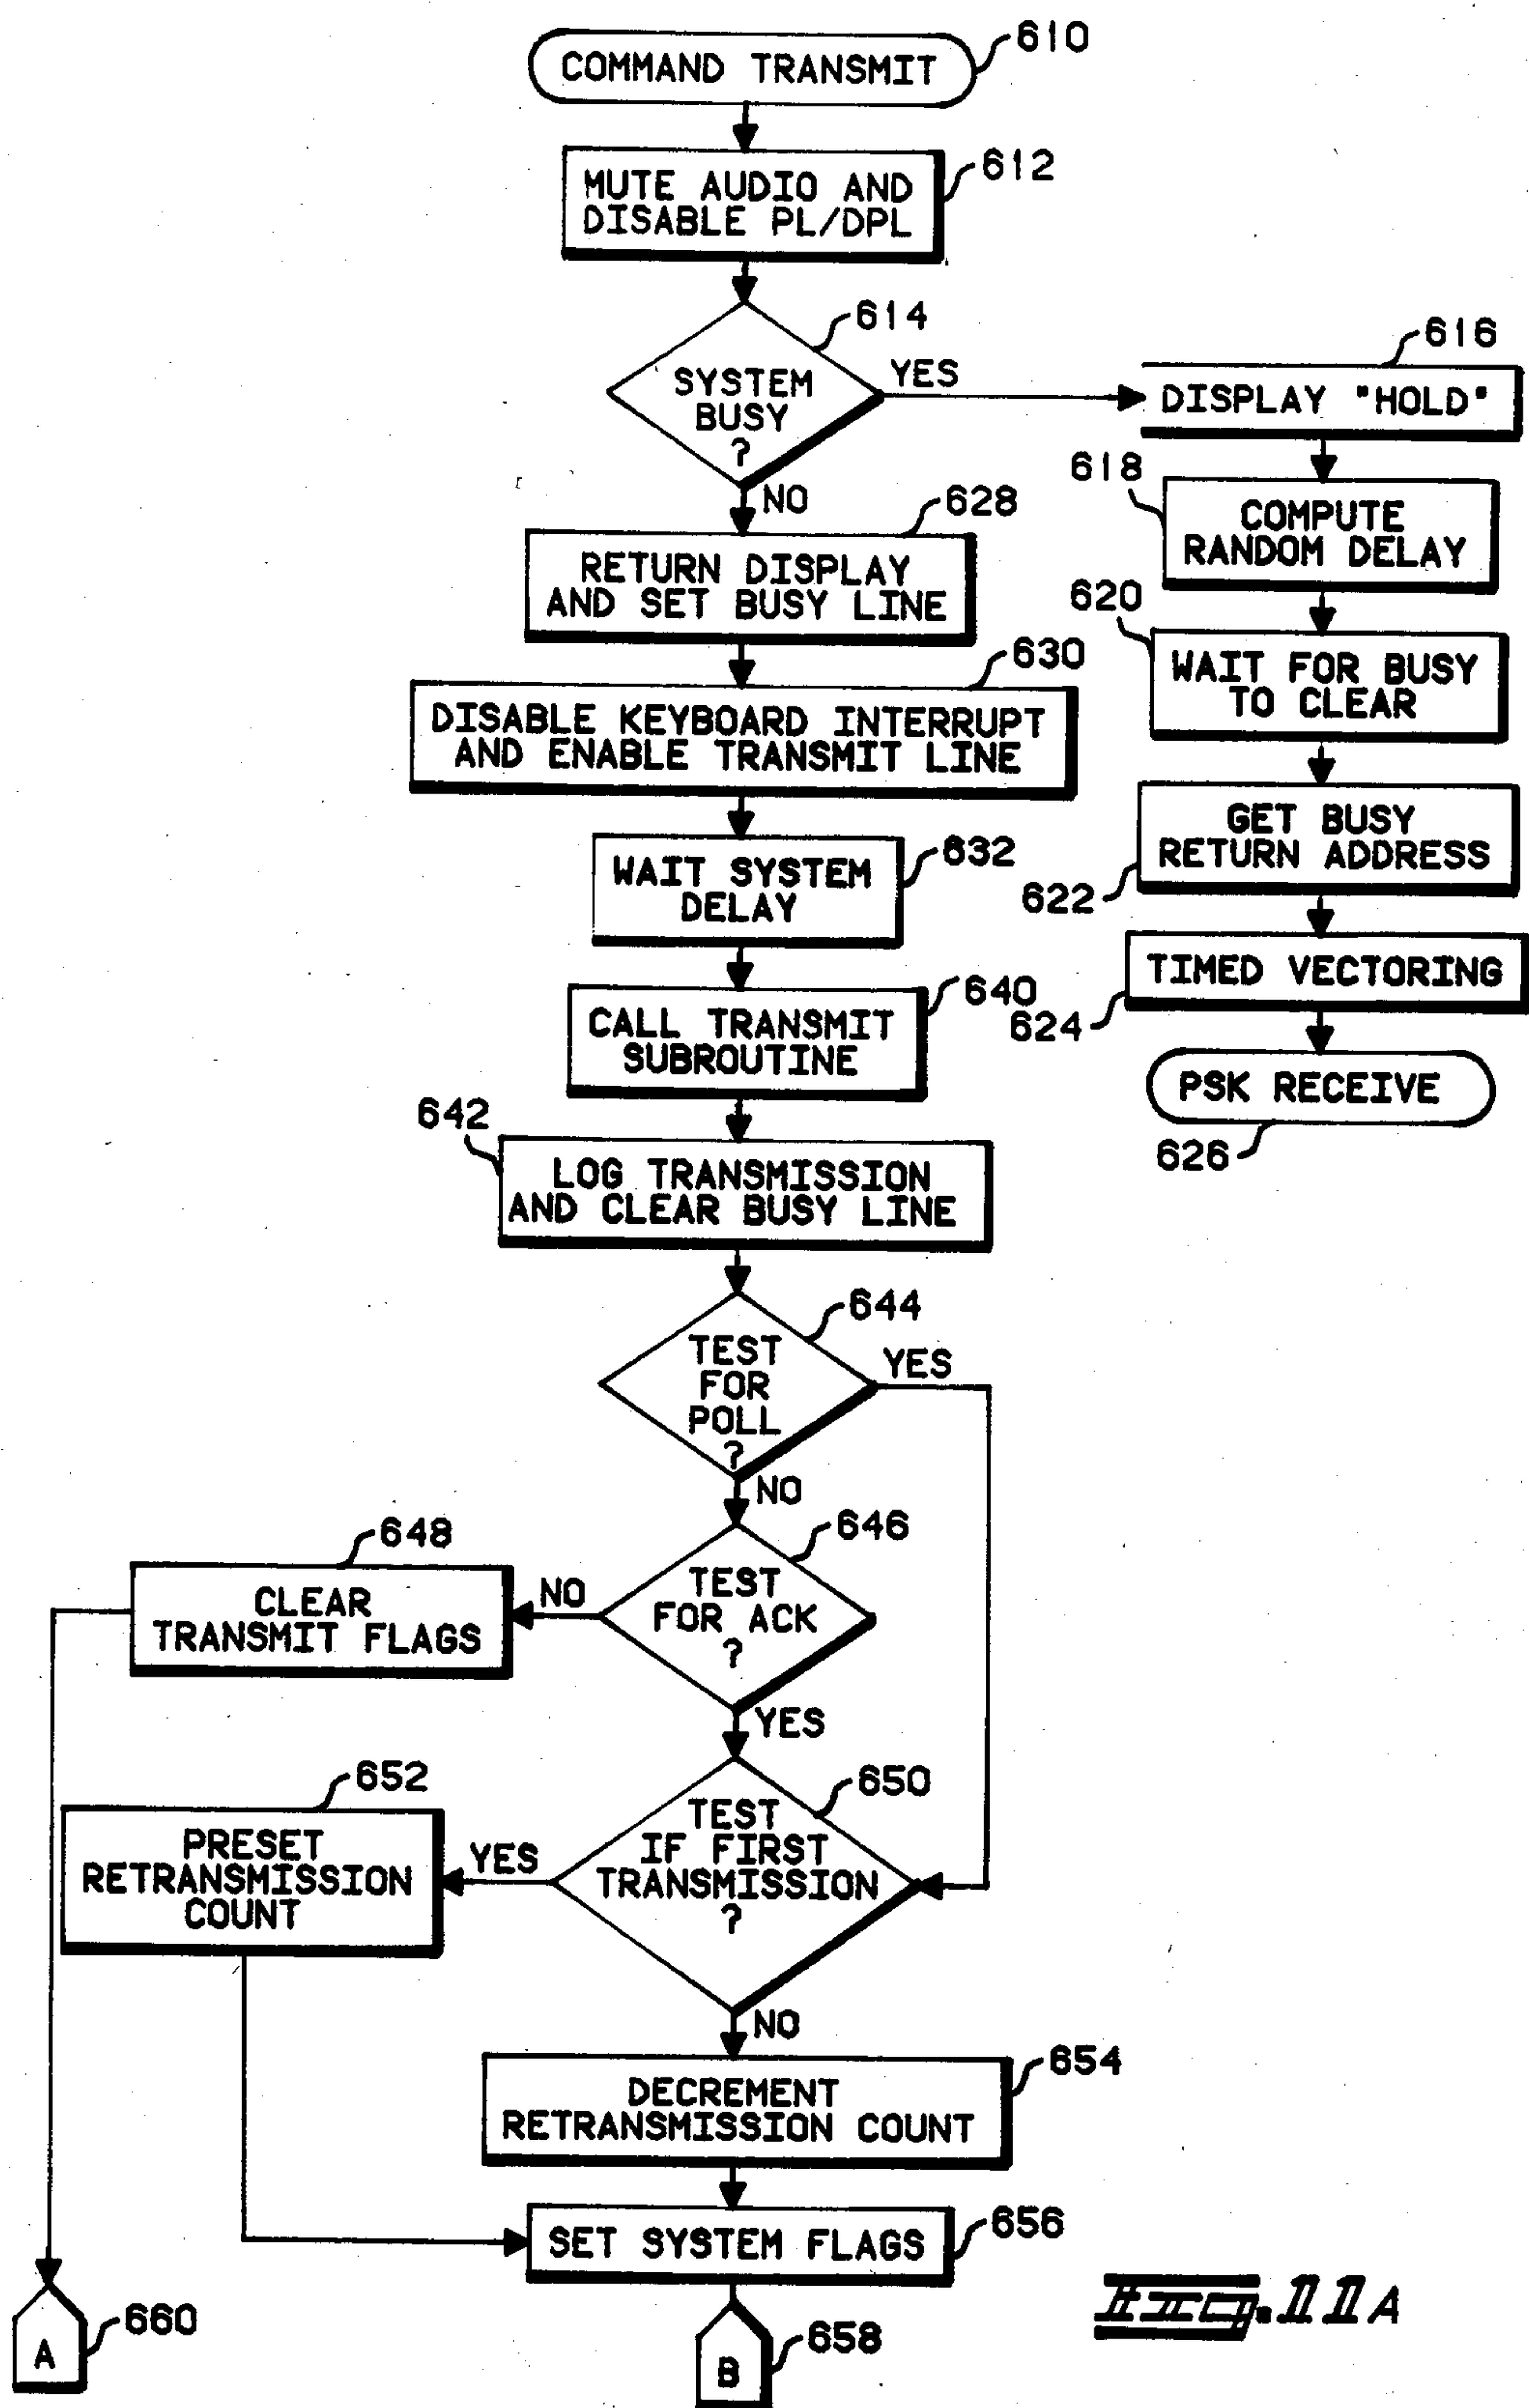 COMMAND TRANSMIT
610
MUTE AUDIO AND
DISABLE PL/DPL
612
SYSTEM
BUSY
?
614
YES
NO
DISPLAY "HOLD"
616
618
COMPUTE
RANDOM DELAY
620
WAIT FOR BUSY
TO CLEAR
GET BUSY
RETURN ADDRESS
622
TIMED VECTORING
624
PSK RECEIVE
626
628
RETURN DISPLAY
AND SET BUSY LINE
630
DISABLE KEYBOARD INTERRUPT
AND ENABLE TRANSMIT LINE
632
WAIT SYSTEM
DELAY
640
CALL TRANSMIT
SUBROUTINE
642
LOG TRANSMISSION
AND CLEAR BUSY LINE
644
TEST
FOR
POLL
?
YES
NO
646
TEST
FOR ACK
?
NO
YES
648
CLEAR
TRANSMIT FLAGS
650
TEST
IF FIRST
TRANSMISSION
?
YES
NO
652
PRESET
RETRANSMISSION
COUNT
654
DECREMENT
RETRANSMISSION COUNT
656
SET SYSTEM FLAGS
A
660
B
658
Fig. 11A